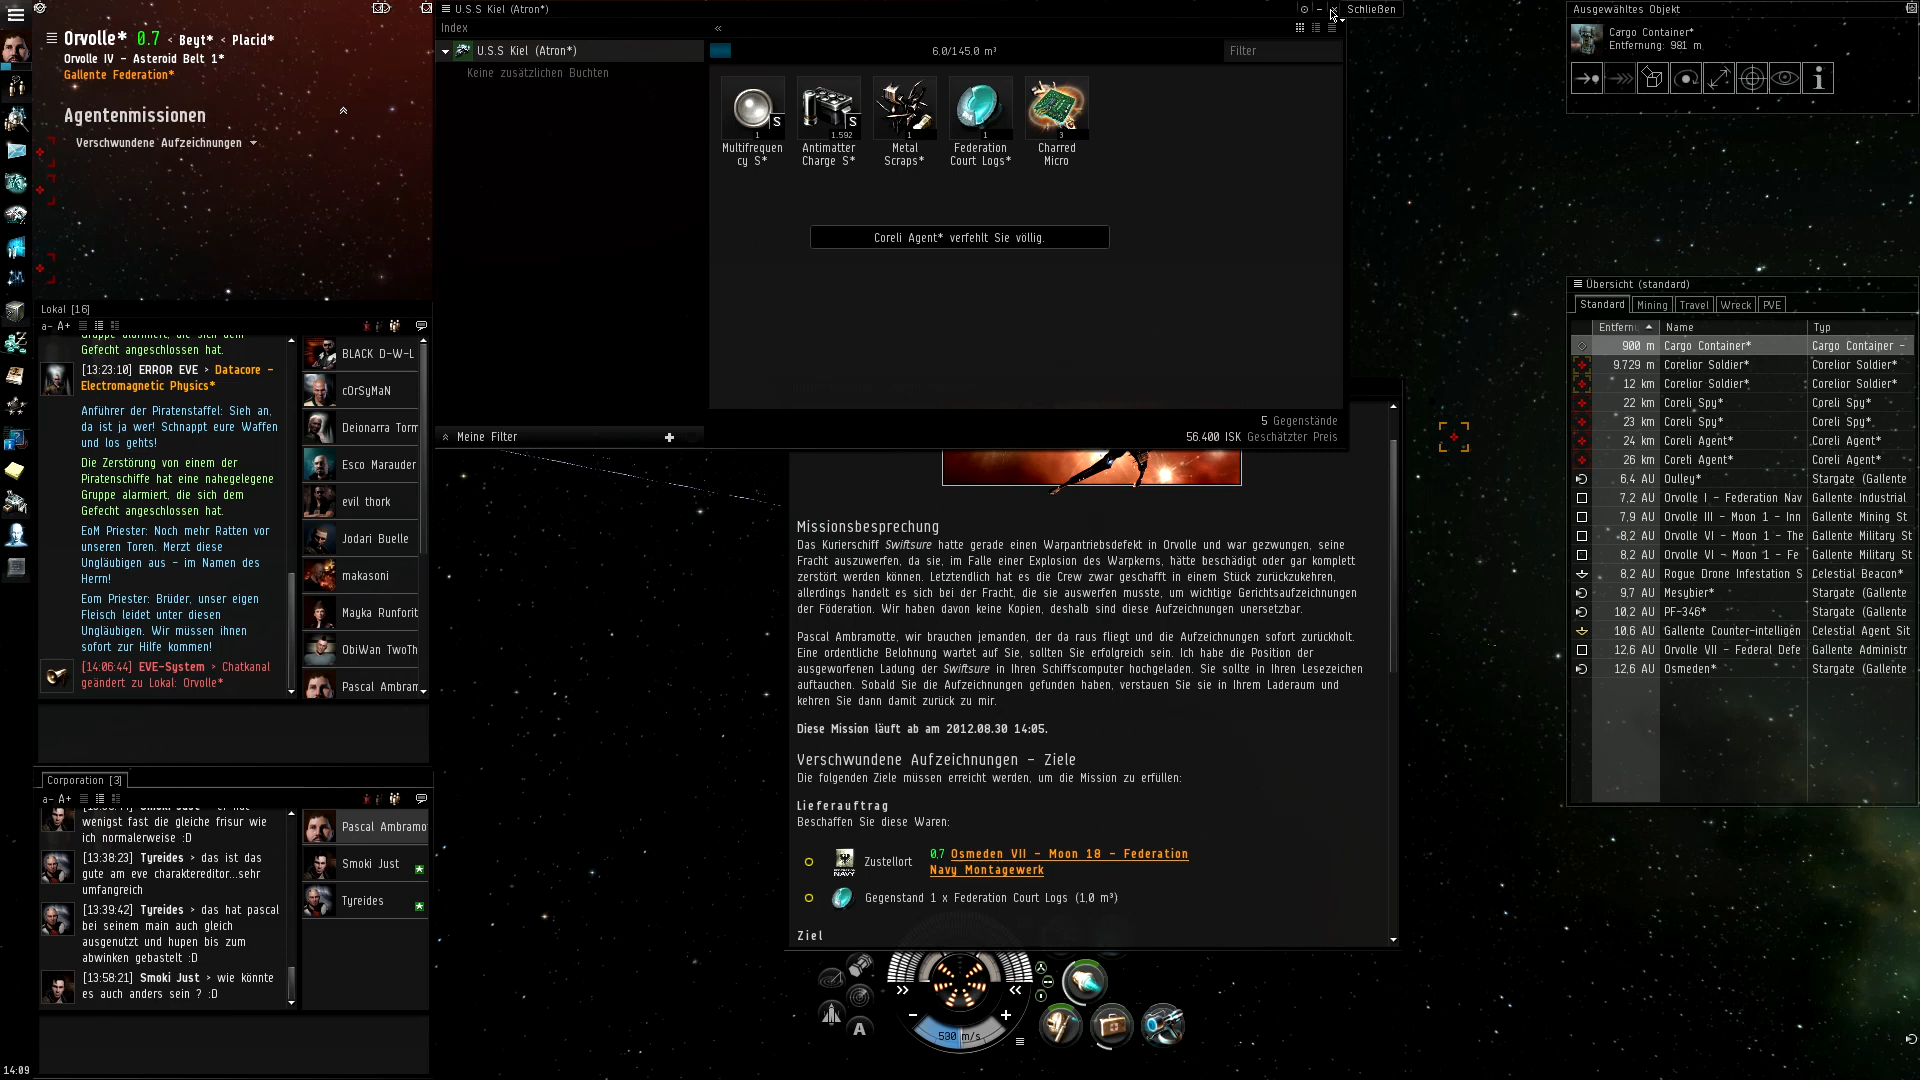 U.S.S Kiel (Atron*)
Schließen
Index
«
U.S.S Kiel (Atron*)
Keine zusätzlichen Buchten
6,0/145,0 m³
Filter
S
1
Multifrequen
cy S*
S
1.592
Antimatter
Charge S*
1
Metal
Scraps*
1
Federation
Court Logs*
3
Charred
Micro
Coreli Agent* verfehlt Sie völlig.
5 Gegenstände
56.400 ISK Geschätzter Preis
Meine Filter
Orvolle* 0.7 < Beyt* < Placid*
Orvolle IV - Asteroid Belt 1*
Gallente Federation*
Agentenmissionen
Verschwundene Aufzeichnungen
Lokal [16]
a- A+
Gefecht angeschlossen hat.
[13:23:10] ERROR EVE > Datacore -
Electromagnetic Physics*
Anführer der Piratenstaffel: Sieh an,
da ist ja wer! Schnappt eure Waffen
und los gehts!
Die Zerstörung von einem der
Piratenschiffe hat eine nahegelegene
Gruppe alarmiert, die sich dem
Gefecht angeschlossen hat.
EoM Priester: Noch mehr Ratten vor
unseren Toren. Merzt diese
Ungläubigen aus - im Namen des
Herrn!
Eom Priester: Brüder, unser eigen
Fleisch leidet unter diesen
Ungläubigen. Wir müssen ihnen
sofort zur Hilfe kommen!
[14:06:44] EVE-System > Chatkanal
geändert zu Lokal: Orvolle*
BLACK D-W-L
cOrSyMaN
Deionarra Torm
Esco Marauder
evil thork
Jodari Buelle
makasoni
Mayka Runforit
ObiWan TwoTh
Pascal Ambram
Corporation [3]
a- A+
wenigst fast die gleiche frisur wie
ich normalerweise :D
[13:38:23] Tyreides > das ist das
gute am eve charaktereditor...sehr
umfangreich
[13:39:42] Tyreides > das hat pascal
bei seinem main auch gleich
ausgenutzt und hupen bis zum
abwinken gebastelt :D
[13:58:21] Smoki Just > wie könnte
es auch anders sein ? :D
Pascal Ambramo
Smoki Just
Tyreides
14:09
Missionsbesprechung
Das Kurierschiff Swiftsure hatte gerade einen Warpantriebsdefekt in Orvolle und war gezwungen, seine
Fracht auszuwerfen, da sie, im Falle einer Explosion des Warpkerns, hätte beschädigt oder gar komplett
zerstört werden können. Letztendlich hat es die Crew zwar geschafft in einem Stück zurückzukehren,
allerdings handelt es sich bei der Fracht, die sie auswerfen musste, um wichtige Gerichtsaufzeichnungen
der Föderation. Wir haben davon keine Kopien, deshalb sind diese Aufzeichnungen unersetzbar.
Pascal Ambramotte, wir brauchen jemanden, der da raus fliegt und die Aufzeichnungen sofort zurückholt.
Eine ordentliche Belohnung wartet auf Sie, sollten Sie erfolgreich sein. Ich habe die Position der
ausgeworfenen Ladung der Swiftsure in Ihren Schiffscomputer hochgeladen. Sie sollte in Ihren Lesezeichen
auftauchen. Sobald Sie die Aufzeichnungen gefunden haben, verstauen Sie sie in Ihrem Laderaum und
kehren Sie dann damit zurück zu mir.
Diese Mission läuft ab am 2012.08.30 14:05.
Verschwundene Aufzeichnungen - Ziele
Die folgenden Ziele müssen erreicht werden, um die Mission zu erfüllen:
Lieferauftrag
Beschaffen Sie diese Waren:
Zustellort 0,7 Osmeden VII - Moon 18 - Federation
Navy Montagewerk
Gegenstand 1 x Federation Court Logs (1,0 m³)
Ziel
A
530 m/s
Ausgewähltes Objekt
Cargo Container*
Entfernung: 981 m
Übersicht (standard)
Standard Mining Travel Wreck PVE
Entfernu Name Typ
900 m Cargo Container* Cargo Container -
9.729 m Corelior Soldier* Corelior Soldier*
12 km Corelior Soldier* Corelior Soldier*
22 km Coreli Spy* Coreli Spy*
23 km Coreli Spy* Coreli Spy*
24 km Coreli Agent* Coreli Agent*
26 km Coreli Agent* Coreli Agent*
6,4 AU Oulley* Stargate (Gallente
7,2 AU Orvolle I - Federation Nav Gallente Industrial
7,9 AU Orvolle III - Moon 1 - Inn Gallente Mining St
8,2 AU Orvolle VI - Moon 1 - The Gallente Military St
8,2 AU Orvolle VI - Moon 1 - Fe Gallente Military St
8,2 AU Rogue Drone Infestation S Celestial Beacon*
9,7 AU Mesybier* Stargate (Gallente
10,2 AU PF-346* Stargate (Gallente
10,6 AU Gallente Counter-intelligen Celestial Agent Sit
12,6 AU Orvolle VII - Federal Defe Gallente Administr
12,6 AU Osmeden* Stargate (Gallente